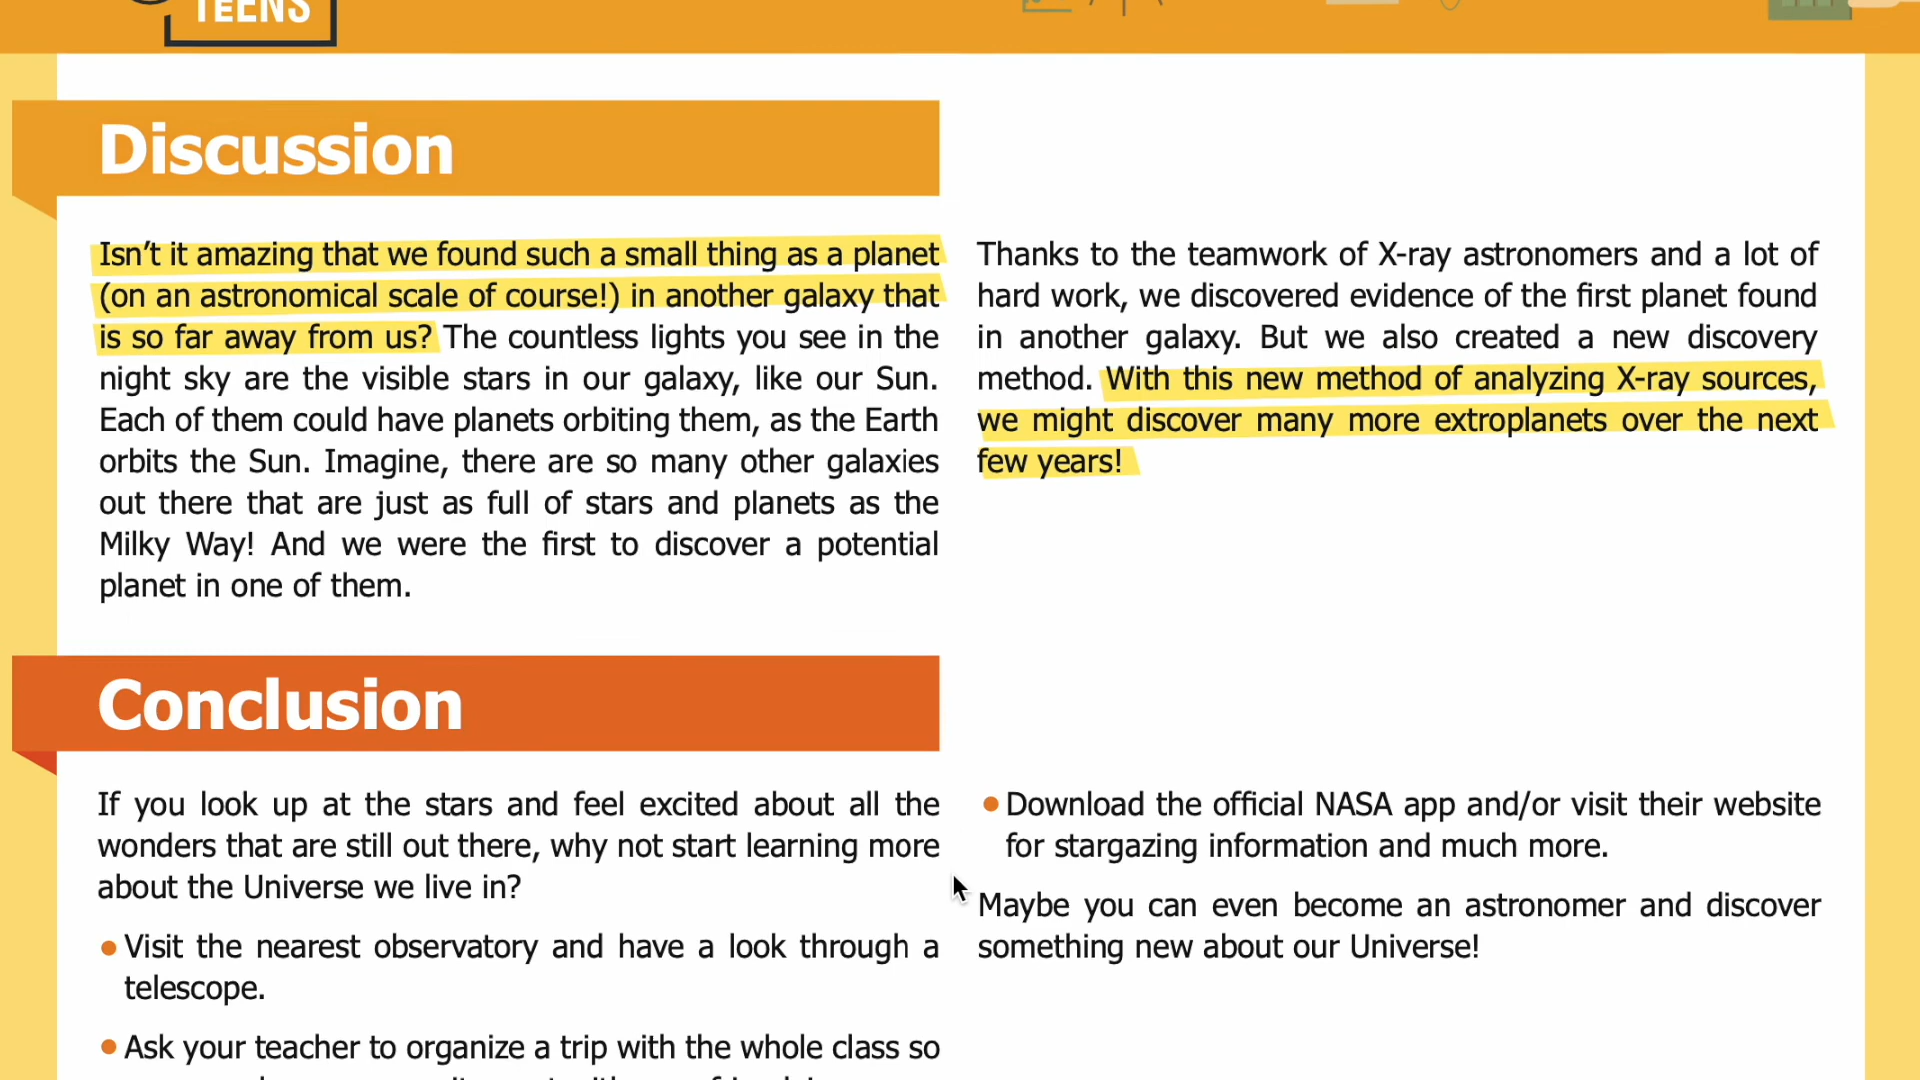 TEENS
Discussion
Isn’t it amazing that we found such a small thing as a planet
(on an astronomical scale of course!) in another galaxy that
is so far away from us? The countless lights you see in the
night sky are the visible stars in our galaxy, like our Sun.
Each of them could have planets orbiting them, as the Earth
orbits the Sun. Imagine, there are so many other galaxies
out there that are just as full of stars and planets as the
Milky Way! And we were the first to discover a potential
planet in one of them.
Thanks to the teamwork of X-ray astronomers and a lot of
hard work, we discovered evidence of the first planet found
in another galaxy. But we also created a new discovery
method. With this new method of analyzing X-ray sources,
we might discover many more extroplanets over the next
few years!
Conclusion
If you look up at the stars and feel excited about all the
wonders that are still out there, why not start learning more
about the Universe we live in?
Visit the nearest observatory and have a look through a
telescope.
Ask your teacher to organize a trip with the whole class so
Download the official NASA app and/or visit their website
for stargazing information and much more.
Maybe you can even become an astronomer and discover
something new about our Universe!